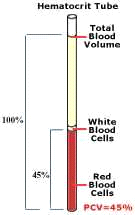 Hematocrit Tube
Total
Blood
Volume
100%
White
Blood
Cells
45%
Red
Blood
Cells
PCV=45%